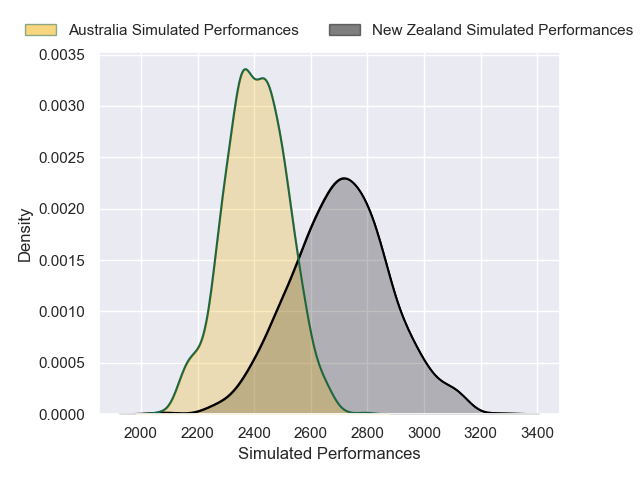 Australia Simulated Performances
New Zealand Simulated Performances
0.0035
0.0030
0.0025
0.0020
0.0015
0.0010
0.0005
0.0000
Density
2000 2200 2400 2600 2800 3000 3200 3400
Simulated Performances